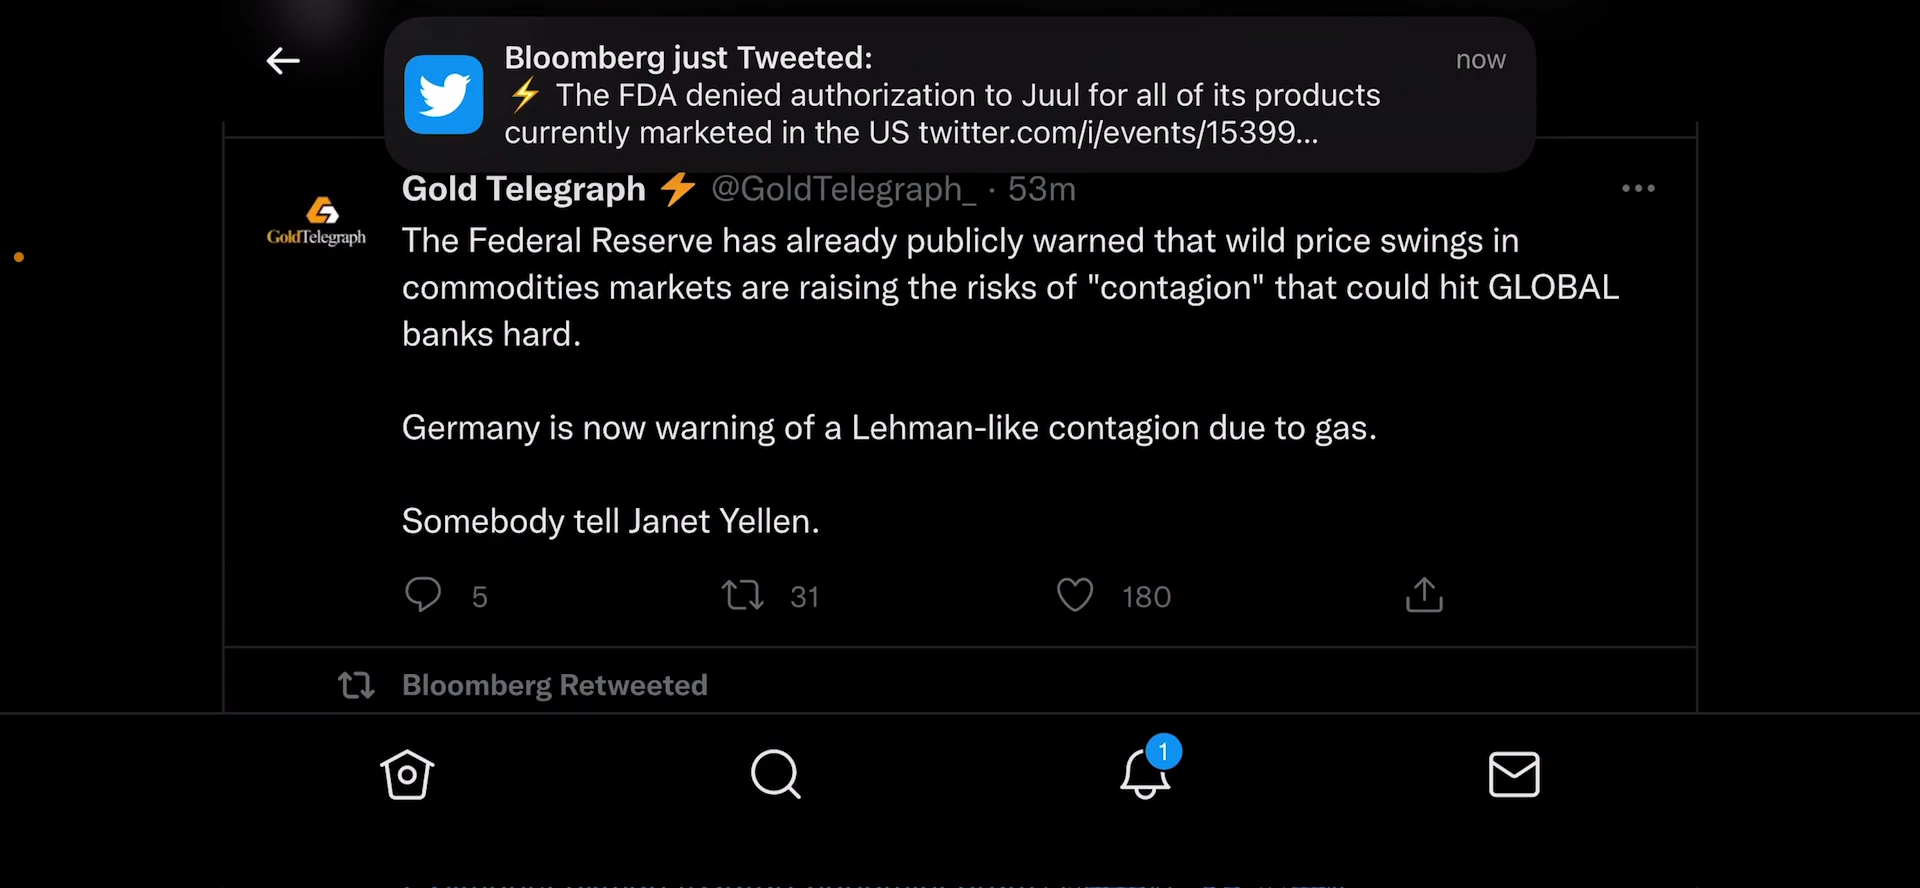 Bloomberg just Tweeted:
now
⚡ The FDA denied authorization to Juul for all of its products
currently marketed in the US twitter.com/i/events/15399...
Gold Telegraph ⚡ @GoldTelegraph_ · 53m
GoldTelegraph
The Federal Reserve has already publicly warned that wild price swings in
commodities markets are raising the risks of "contagion" that could hit GLOBAL
banks hard.
Germany is now warning of a Lehman-like contagion due to gas.
Somebody tell Janet Yellen.
5 31 180
Bloomberg Retweeted
1